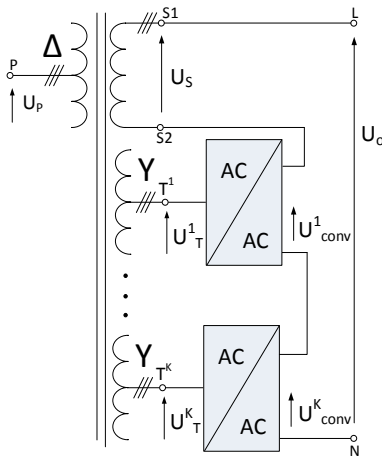 S1
L
P
Δ
U_P
U_S
U_o
S2
Y
T^1
AC
AC
U^1_T
U^1_conv
Y
T^K
AC
AC
U^K_T
U^K_conv
N